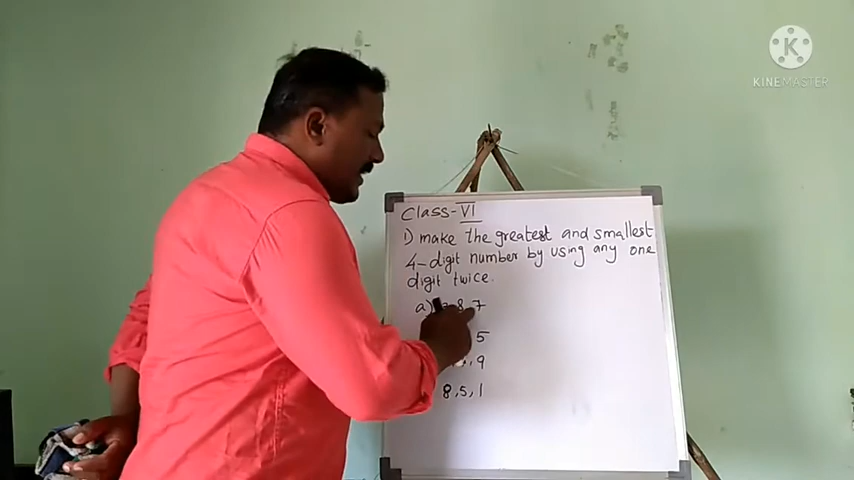 K
KINEMASTER
Class-VI
1) make the greatest and smallest
4-digit number by using any one
digit twice.
a) 8,7
5
,9
8,5,1